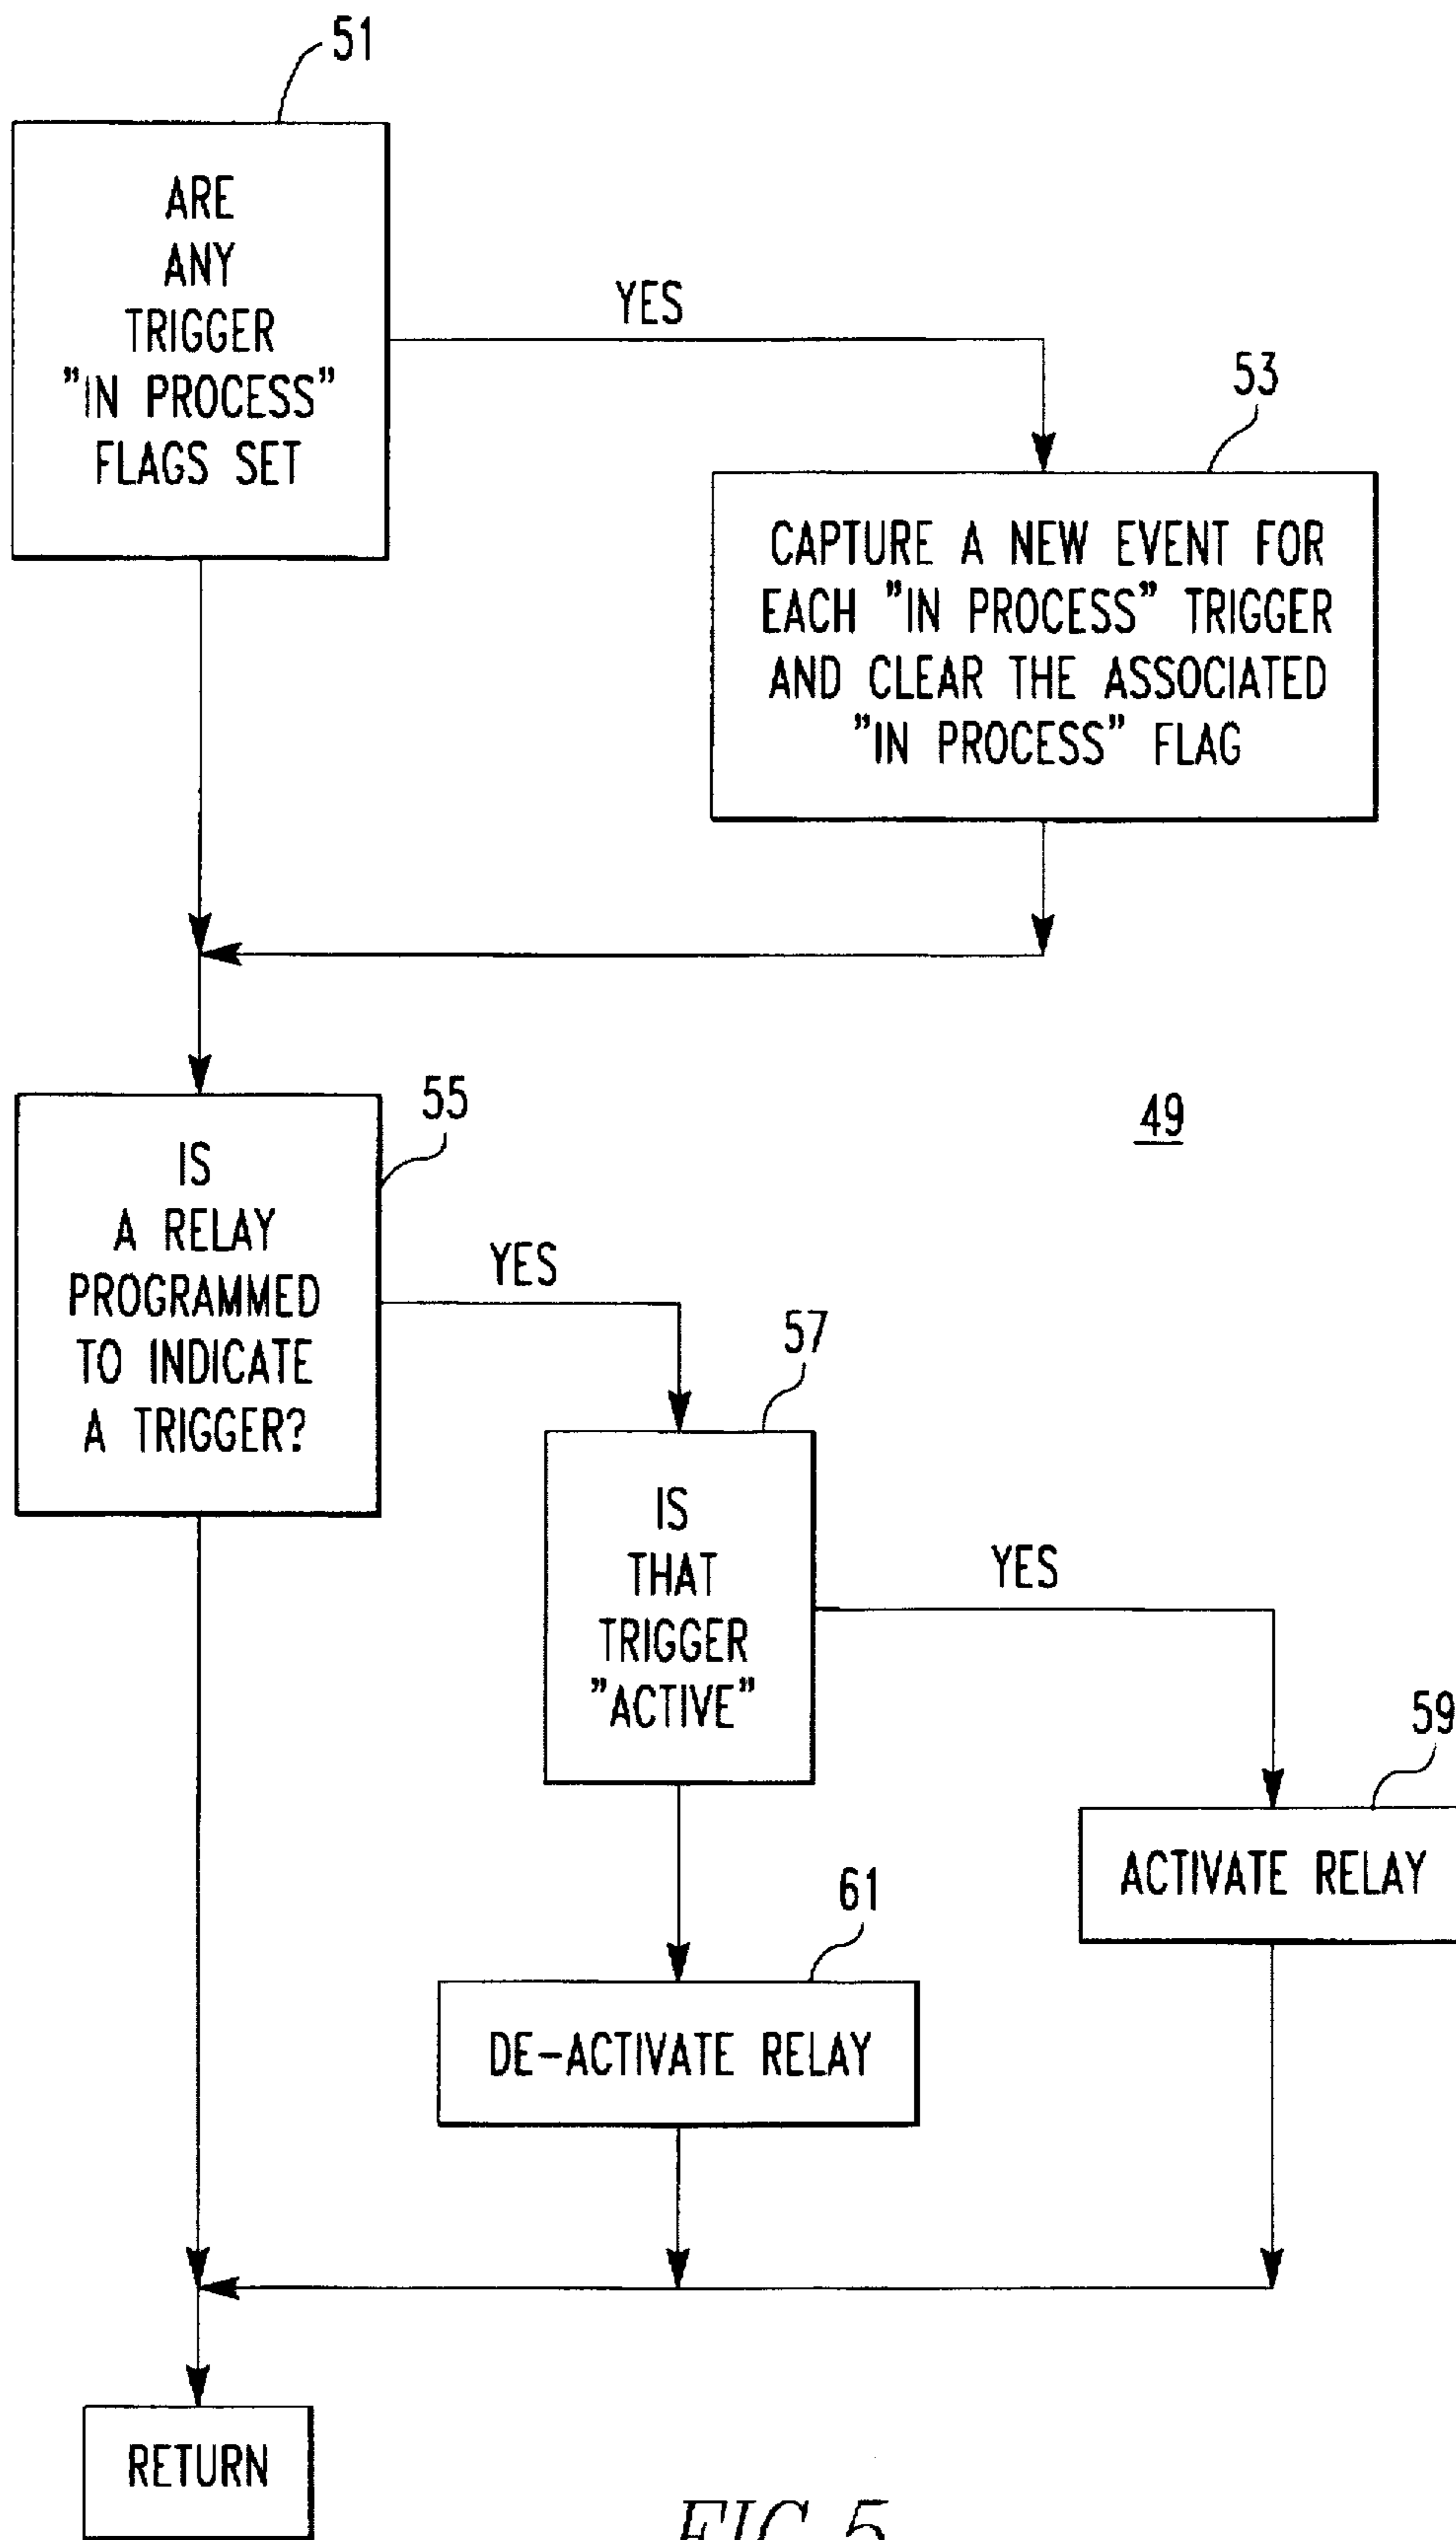 51
ARE
ANY
TRIGGER
"IN PROCESS"
FLAGS SET
YES
53
CAPTURE A NEW EVENT FOR
EACH "IN PROCESS" TRIGGER
AND CLEAR THE ASSOCIATED
"IN PROCESS" FLAG
55
49
IS
A RELAY
PROGRAMMED
TO INDICATE
A TRIGGER?
YES
57
IS
THAT
TRIGGER
"ACTIVE"
YES
59
ACTIVATE RELAY
61
DE-ACTIVATE RELAY
RETURN
FIG. 5